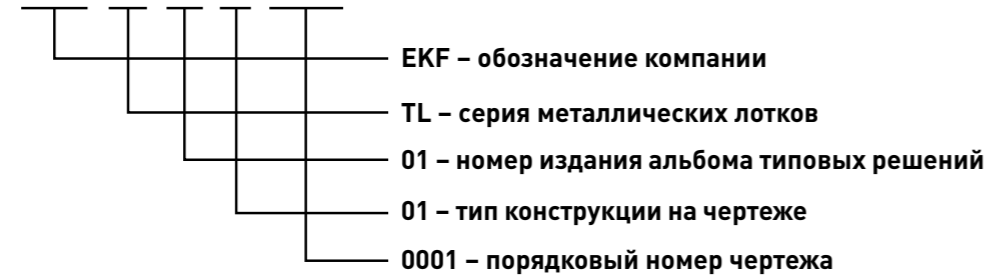 EKF – обозначение компании
TL – серия металлических лотков
01 – номер издания альбома типовых решений
01 – тип конструкции на чертеже
0001 – порядковый номер чертежа